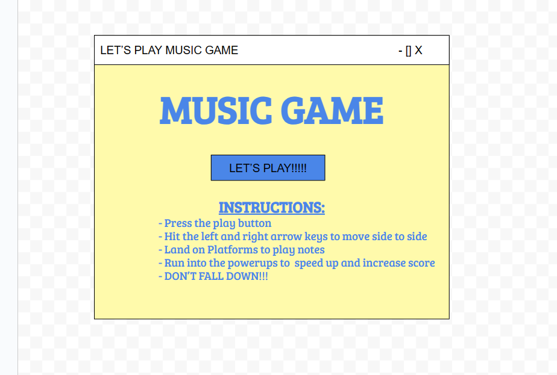 LET'S PLAY MUSIC GAME - [] X
MUSIC GAME
LET'S PLAY!!!!!
INSTRUCTIONS:
- Press the play button
- Hit the left and right arrow keys to move side to side
- Land on Platforms to play notes
- Run into the powerups to speed up and increase score
- DON'T FALL DOWN!!!